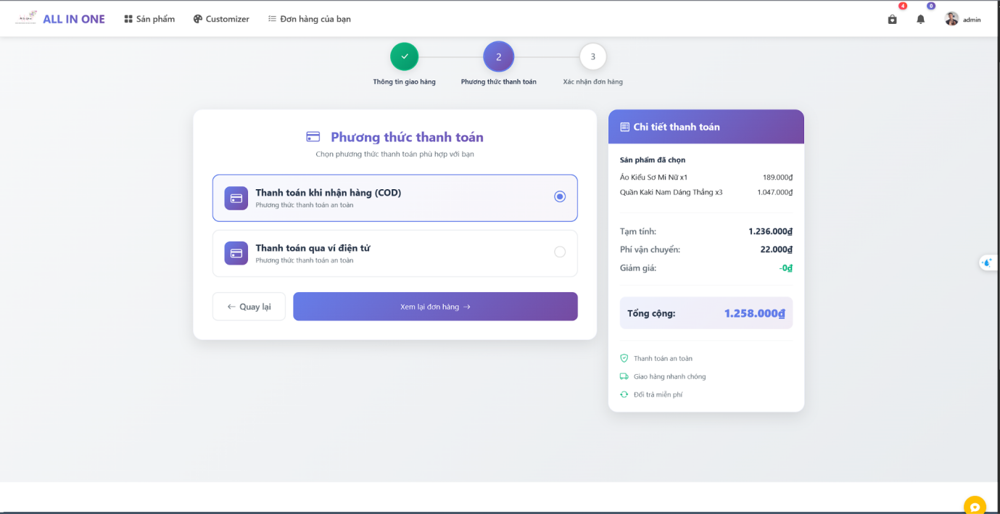 ALL IN ONE Sản phẩm Customizer Đơn hàng của bạn 4 0 admin
2 3
Thông tin giao hàng Phương thức thanh toán Xác nhận đơn hàng
Phương thức thanh toán
Chọn phương thức thanh toán phù hợp với bạn
Thanh toán khi nhận hàng (COD)
Phương thức thanh toán an toàn
Thanh toán qua ví điện tử
Phương thức thanh toán an toàn
← Quay lại Xem lại đơn hàng →
Chi tiết thanh toán
Sản phẩm đã chọn
Áo Kiểu Sơ Mi Nữ x1 189.000₫
Quần Kaki Nam Dáng Thẳng x3 1.047.000₫
Tạm tính: 1.236.000₫
Phí vận chuyển: 22.000₫
Giảm giá: -0₫
Tổng cộng: 1.258.000₫
Thanh toán an toàn
Giao hàng nhanh chóng
Đổi trả miễn phí